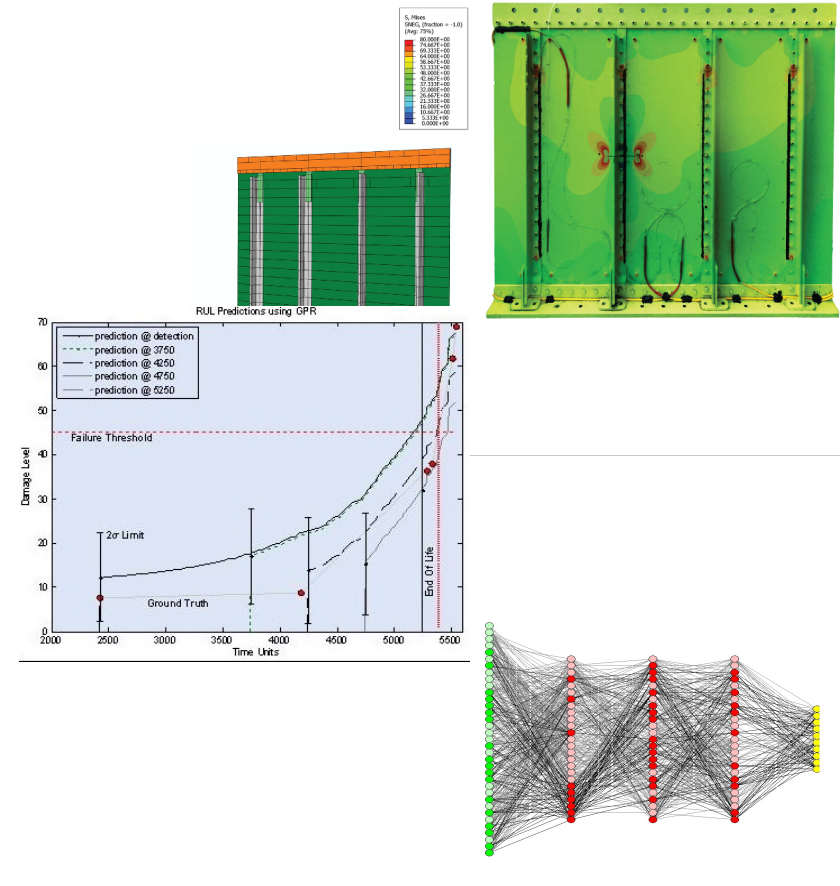 S, Mises
SNEG, (fraction = -1.0)
(Avg: 75%)
80.000E+00
74.667E+00
69.333E+00
64.000E+00
58.667E+00
53.333E+00
48.000E+00
42.667E+00
37.333E+00
32.000E+00
26.667E+00
21.333E+00
16.000E+00
10.667E+00
5.333E+00
0.000E+00
RUL Predictions using GPR
70
60
50
40
30
20
10
0
Damage Level
prediction @ detection
prediction @ 3750
prediction @ 4250
prediction @ 4750
prediction @ 5250
Failure Threshold
2σ Limit
Ground Truth
End Of Life
2000 2500 3000 3500 4000 4500 5000 5500
Time Units